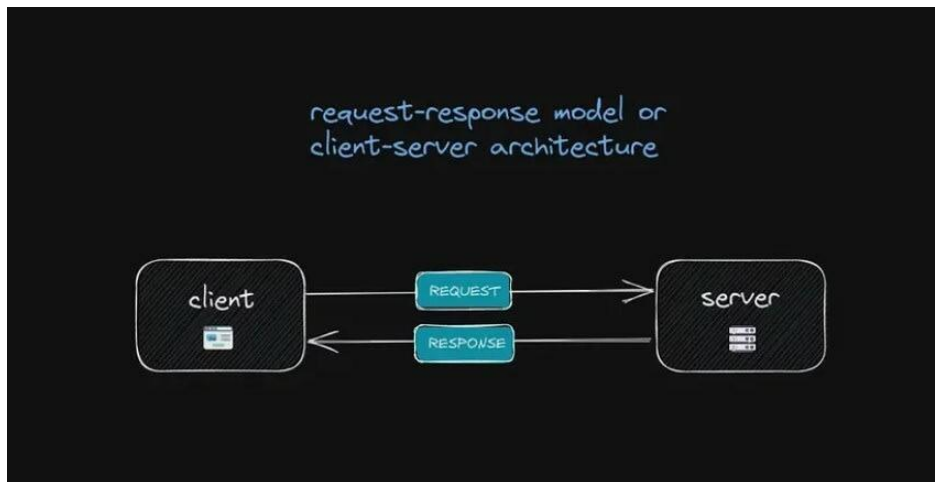 request-response model or
client-server architecture
client
REQUEST
server
RESPONSE